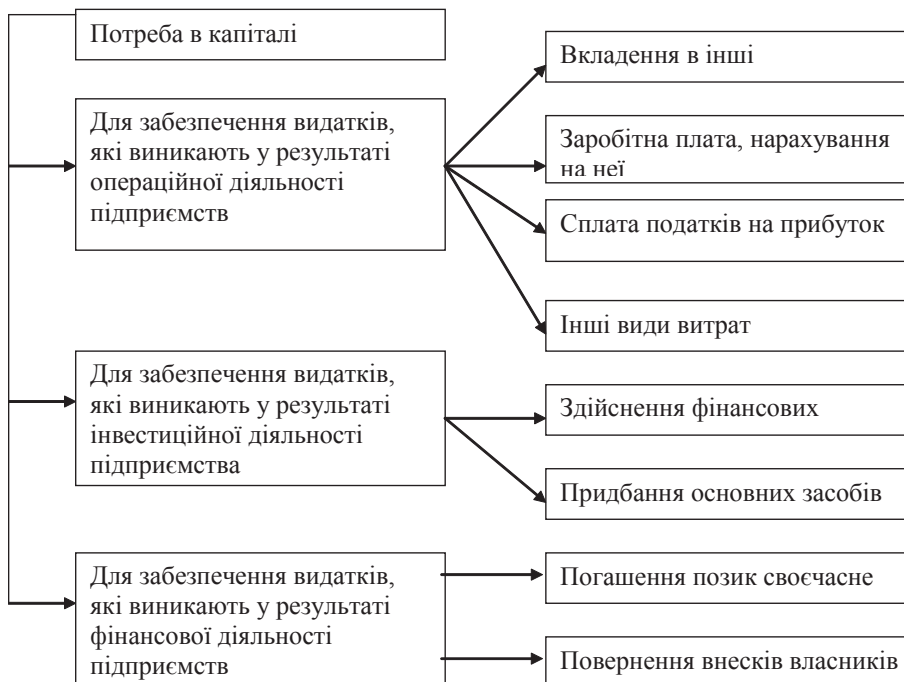 Потреба в капіталі
Для забезпечення видатків,
які виникають у результаті
операційної діяльності
підприємств
Вкладення в інші
Заробітна плата, нарахування
на неї
Сплата податків на прибуток
Інші види витрат
Для забезпечення видатків,
які виникають у результаті
інвестиційної діяльності
підприємства
Здійснення фінансових
Придбання основних засобів
Для забезпечення видатків,
які виникають у результаті
фінансової діяльності
підприємств
Погашення позик своєчасне
Повернення внесків власників